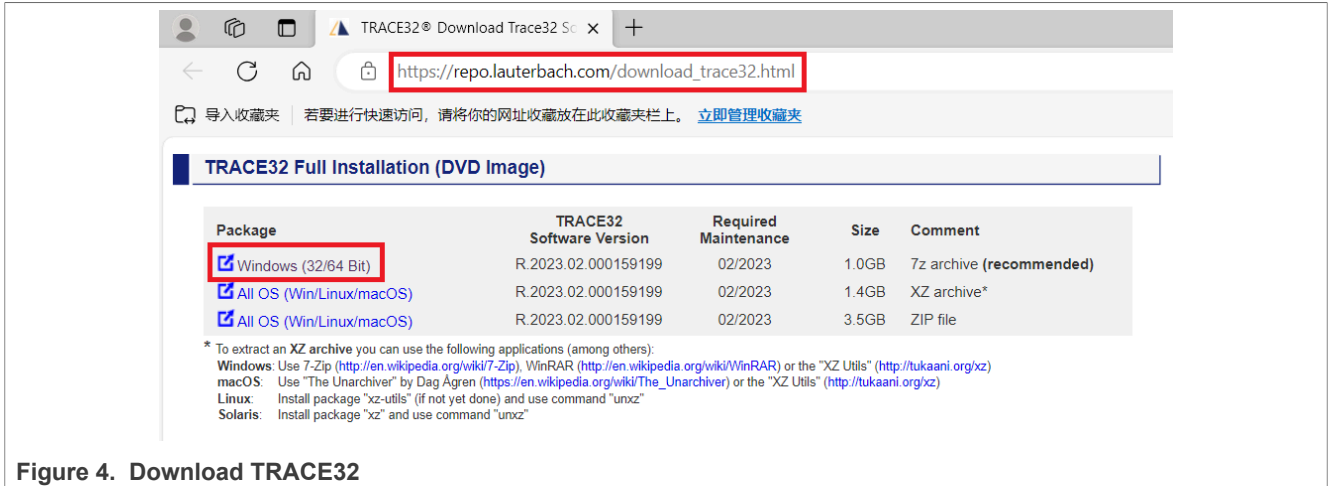 TRACE32® Download Trace32 So
https://repo.lauterbach.com/download_trace32.html
导入收藏夹 若要进行快速访问，请将你的网址收藏放在此收藏夹栏上。 立即管理收藏夹
TRACE32 Full Installation (DVD Image)
Package TRACE32 Software Version Required Maintenance Size Comment
Windows (32/64 Bit) R.2023.02.000159199 02/2023 1.0GB 7z archive (recommended)
All OS (Win/Linux/macOS) R.2023.02.000159199 02/2023 1.4GB XZ archive*
All OS (Win/Linux/macOS) R.2023.02.000159199 02/2023 3.5GB ZIP file
* To extract an XZ archive you can use the following applications (among others):
Windows: Use 7-Zip (http://en.wikipedia.org/wiki/7-Zip), WinRAR (http://en.wikipedia.org/wiki/WinRAR) or the "XZ Utils" (http://tukaani.org/xz)
macOS: Use "The Unarchiver" by Dag Ågren (https://en.wikipedia.org/wiki/The_Unarchiver) or the "XZ Utils" (http://tukaani.org/xz)
Linux: Install package "xz-utils" (if not yet done) and use command "unxz"
Solaris: Install package "xz" and use command "unxz"
Figure 4. Download TRACE32